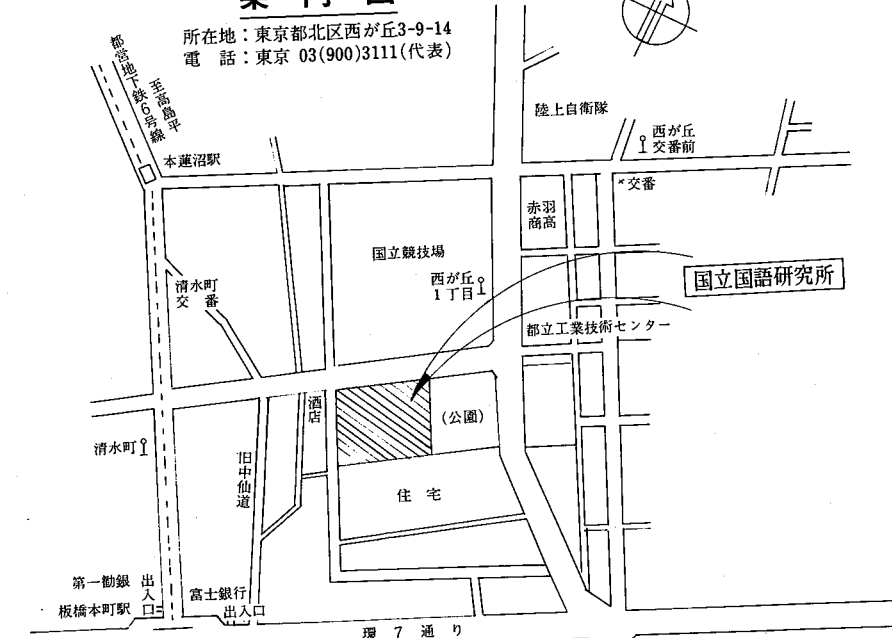 案内図
所在地:東京都北区西が丘3-9-14
電 話:東京 03(900)3111(代表)
都営地下鉄6号線
至高島平
本蓮沼駅
陸上自衛隊
西が丘
交番前
交番
赤羽
商高
国立競技場
西が丘
1丁目
清水町
交 番
国立国語研究所
都立工業技術センター
酒店
(公園)
清水町
旧中仙道
住 宅
第一勧銀
板橋本町駅
出入口
富士銀行
出入口
環 7 通 り